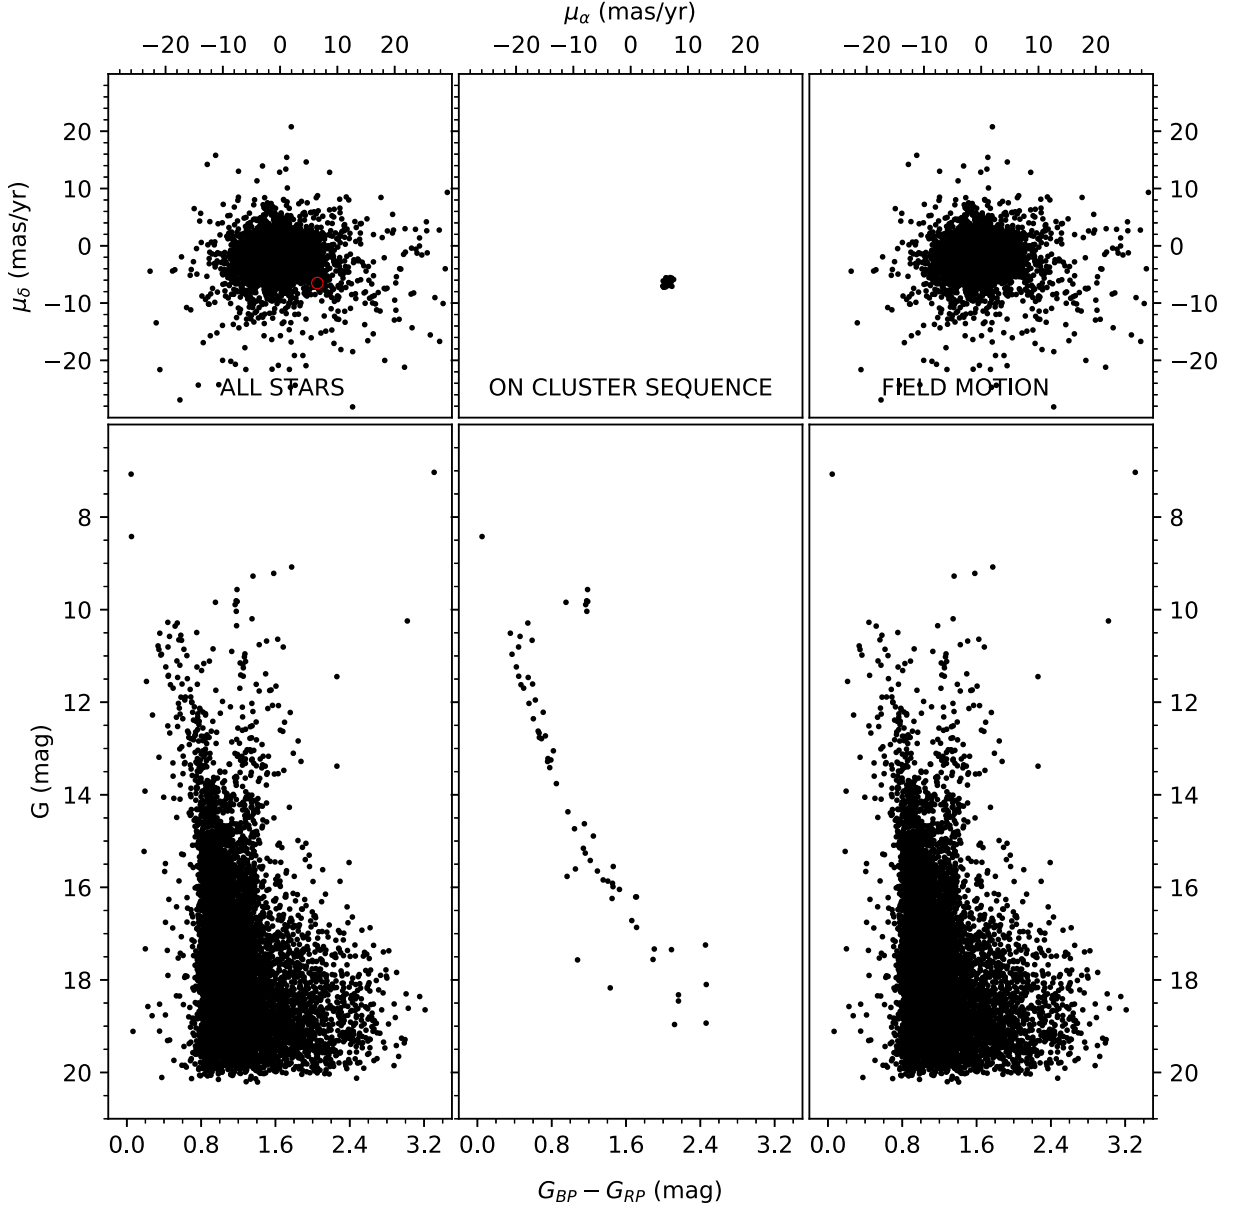 μα (mas/yr)
−20 −10 0 10 20 −10 0 10 20 −20 −10 0 10 20
20 20
10 10
0 0
−10 −10
−20 −20
μδ (mas/yr)
ALL STARS ON CLUSTER SEQUENCE FIELD MOTION
8 8
10 10
12 12
14 14
16 16
18 18
20 20
G (mag)
0.0 0.8 1.6 2.4 3.2 0.0 0.8 1.6 2.4 3.2 0.0 0.8 1.6 2.4 3.2
GBP − GRP (mag)